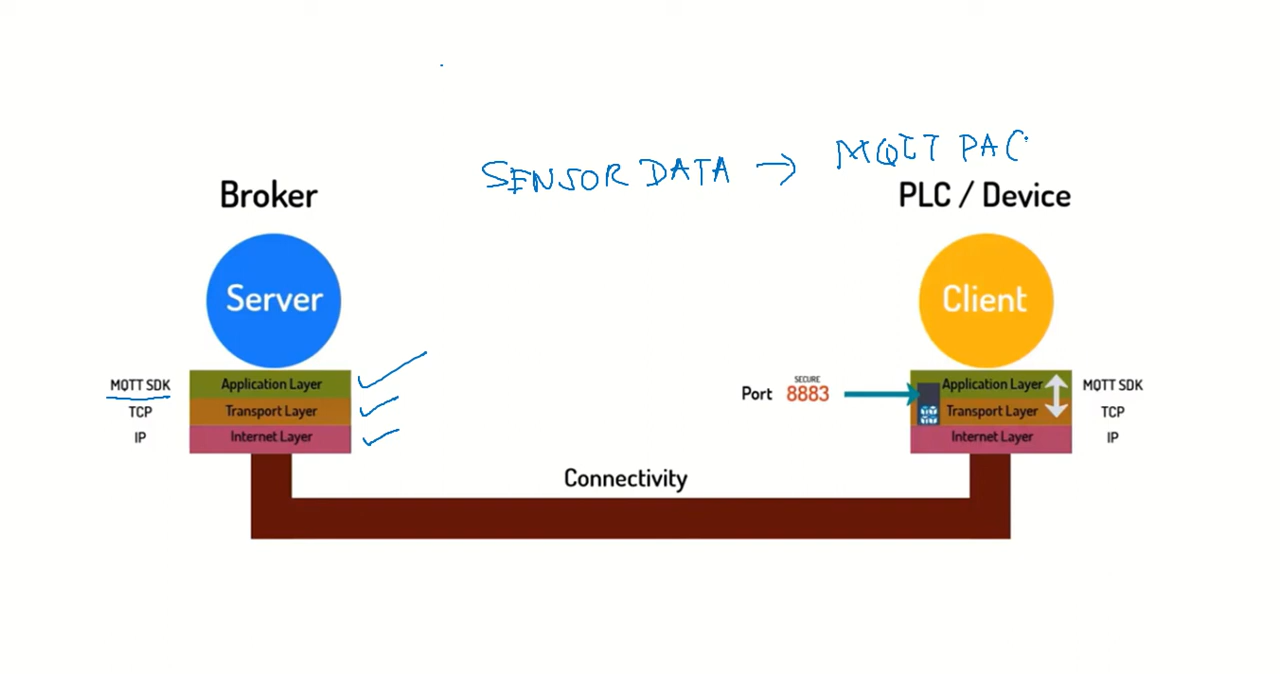 SENSOR DATA → MQTT PAC
Broker
PLC / Device
Server
Client
MQTT SDK
Application Layer
TCP
Transport Layer
IP
Internet Layer
Port
SECURE
8883
Application Layer
MQTT SDK
Transport Layer
TCP
Internet Layer
IP
Connectivity